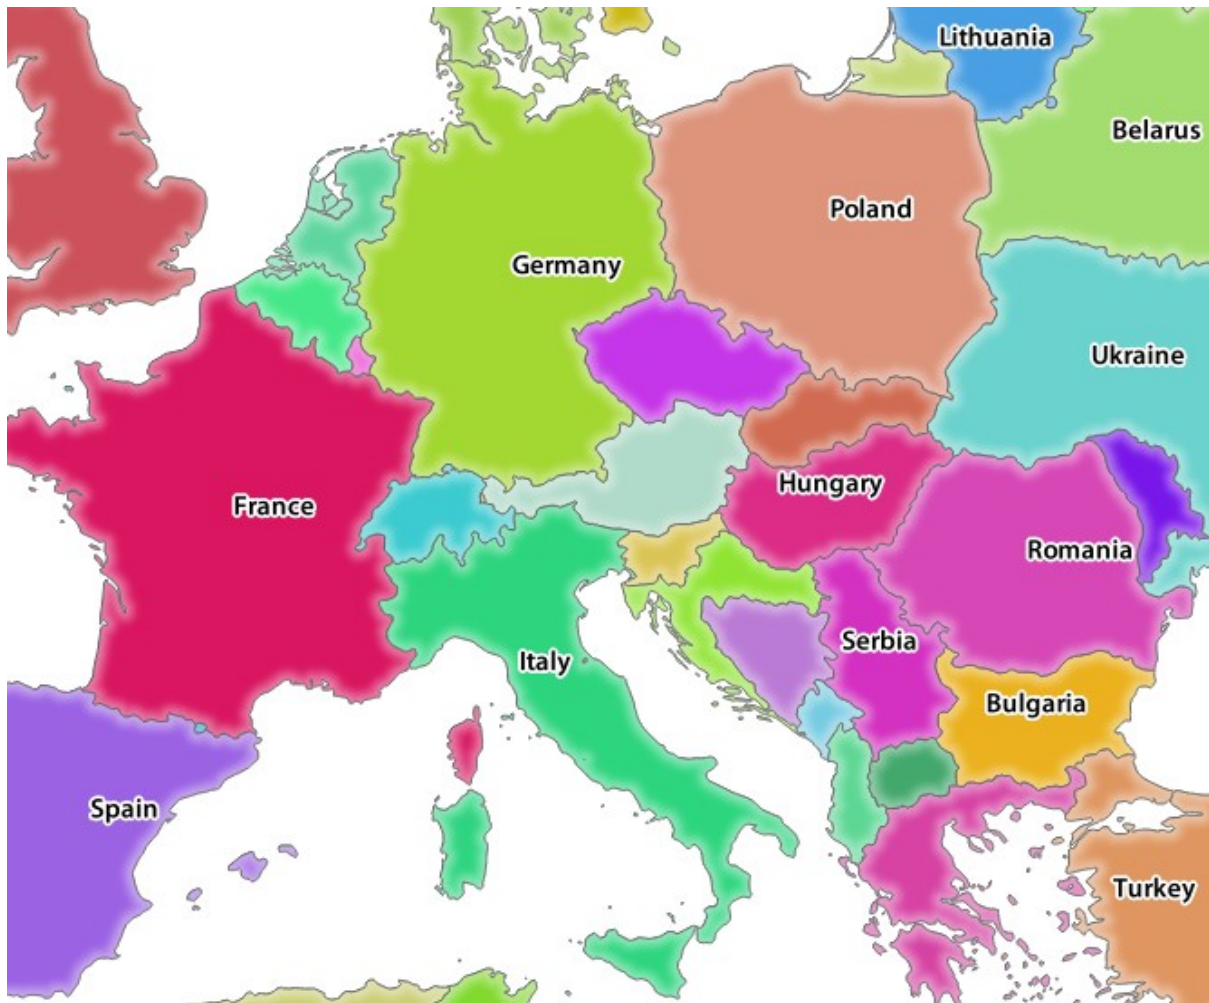 Lithuania
Belarus
Poland
Germany
Ukraine
Hungary
France
Romania
Serbia
Italy
Bulgaria
Spain
Turkey